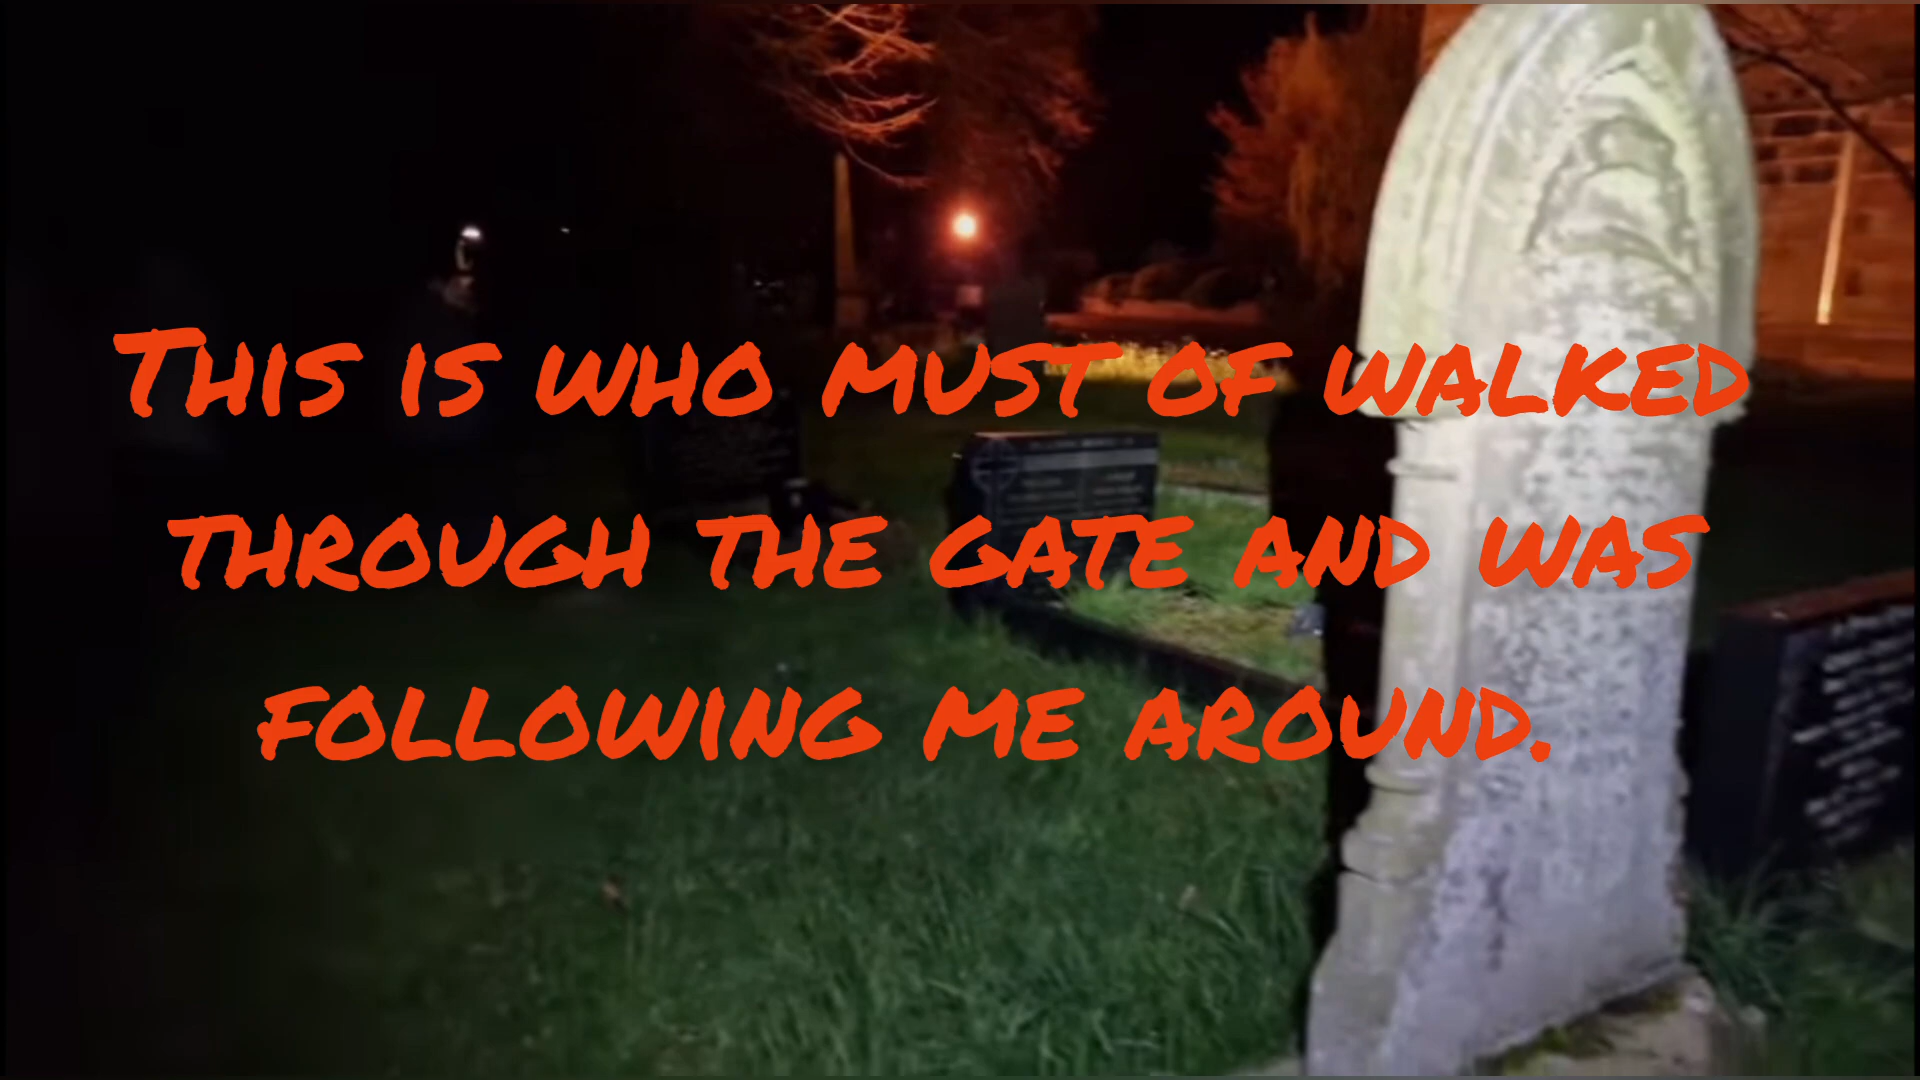 This is who must of walked
through the gate and was
following me around.